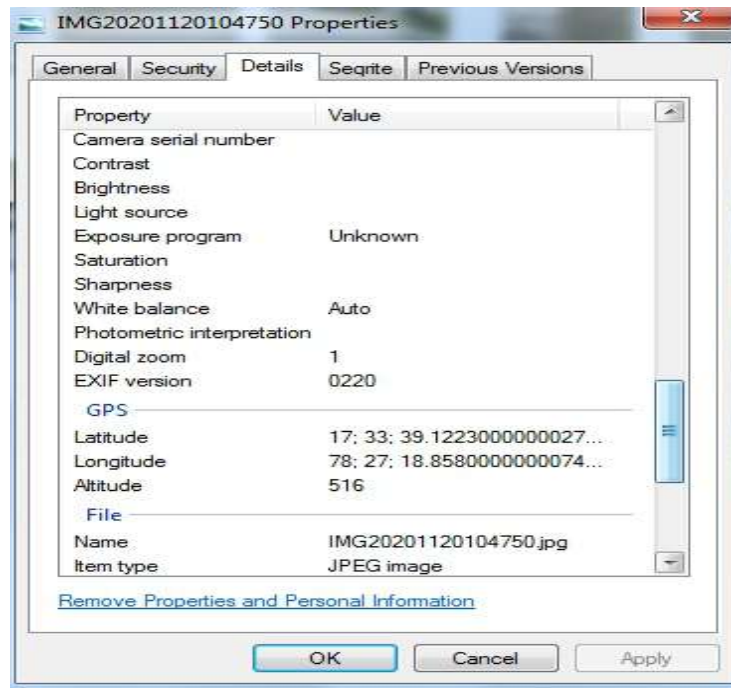 IMG20201120104750 Properties
General Security Details Seqrite Previous Versions
Property Value
Camera serial number
Contrast
Brightness
Light source
Exposure program Unknown
Saturation
Sharpness
White balance Auto
Photometric interpretation
Digital zoom 1
EXIF version 0220
GPS
Latitude 17; 33; 39.1223000000027...
Longitude 78; 27; 18.8580000000074...
Altitude 516
File
Name IMG20201120104750.jpg
Item type JPEG image
Remove Properties and Personal Information
OK Cancel Apply